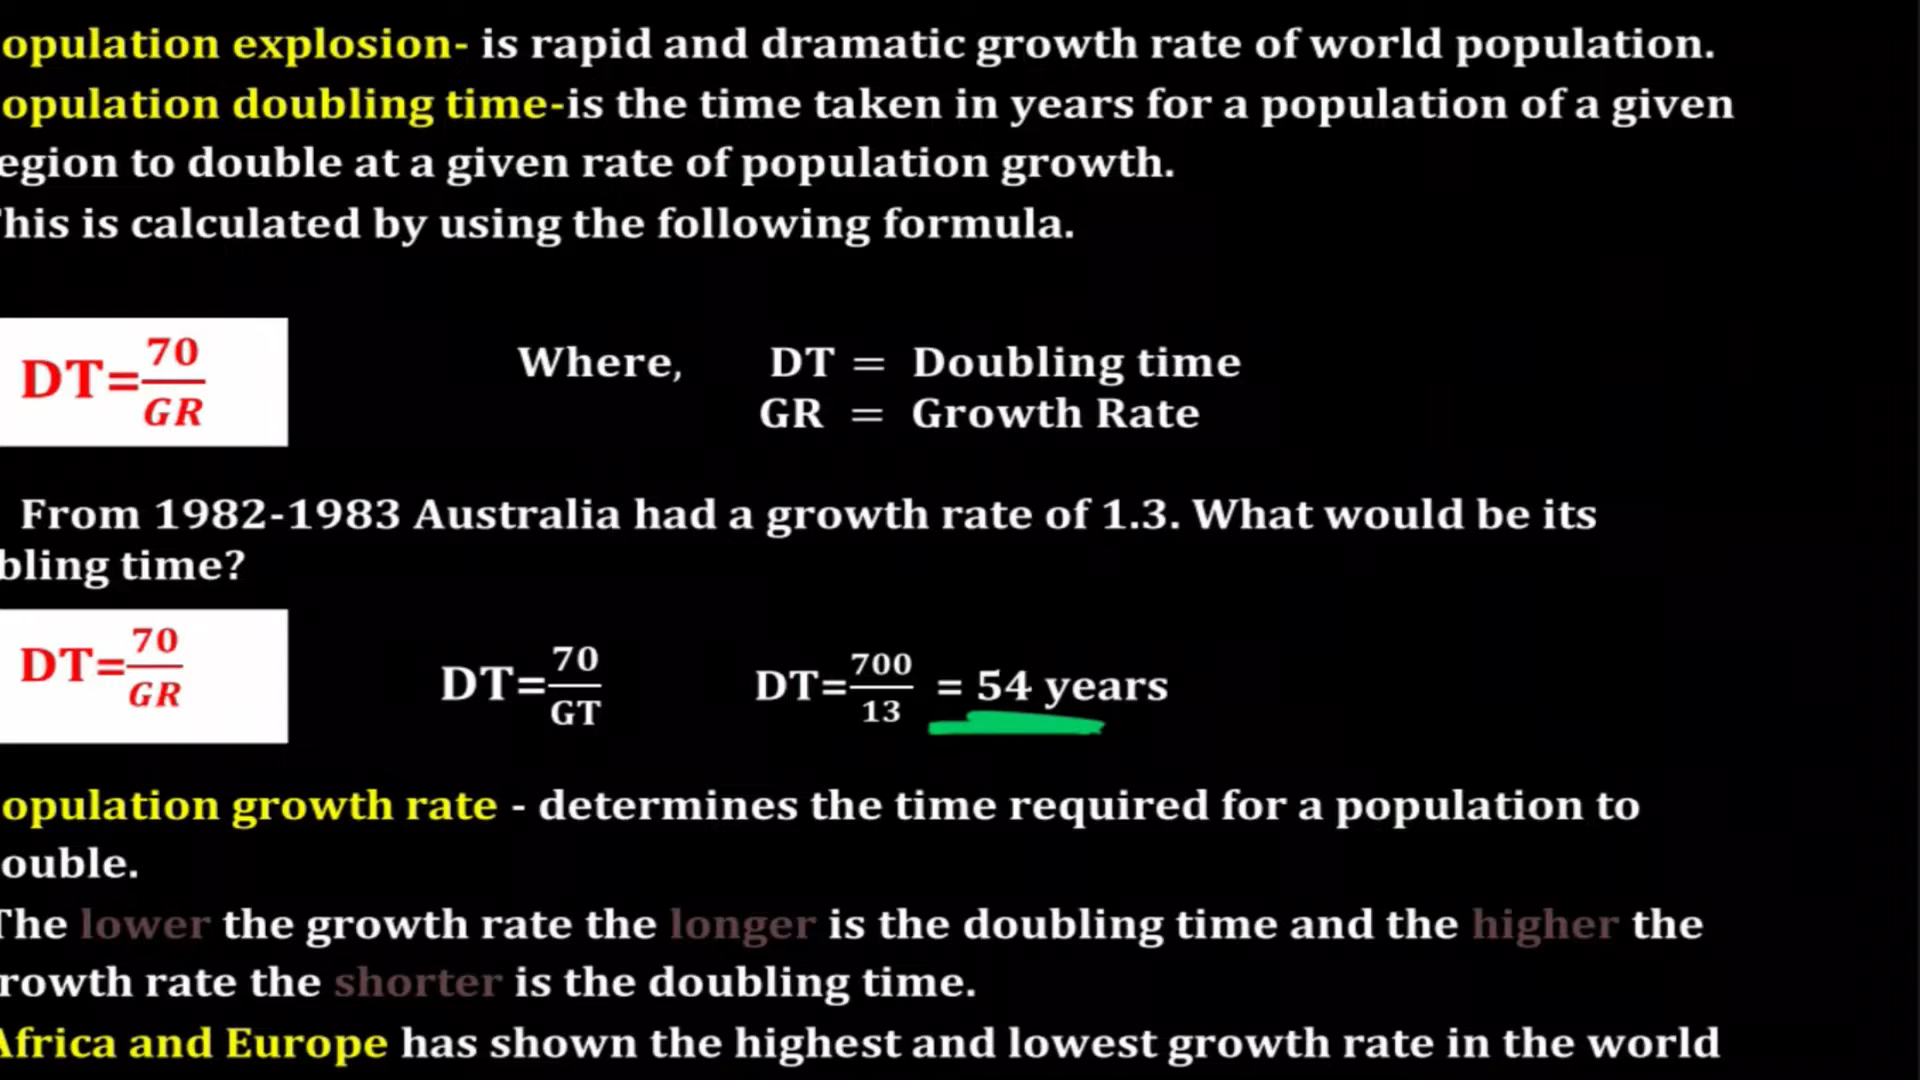 opulation explosion- is rapid and dramatic growth rate of world population.
opulation doubling time-is the time taken in years for a population of a given
egion to double at a given rate of population growth.
his is calculated by using the following formula.
DT=70/GR Where, DT = Doubling time
GR = Growth Rate
From 1982-1983 Australia had a growth rate of 1.3. What would be its
bling time?
DT=70/GR DT=70/GT DT=700/13 = 54 years
opulation growth rate - determines the time required for a population to
ouble.
The lower the growth rate the longer is the doubling time and the higher the
rowth rate the shorter is the doubling time.
Africa and Europe has shown the highest and lowest growth rate in the world